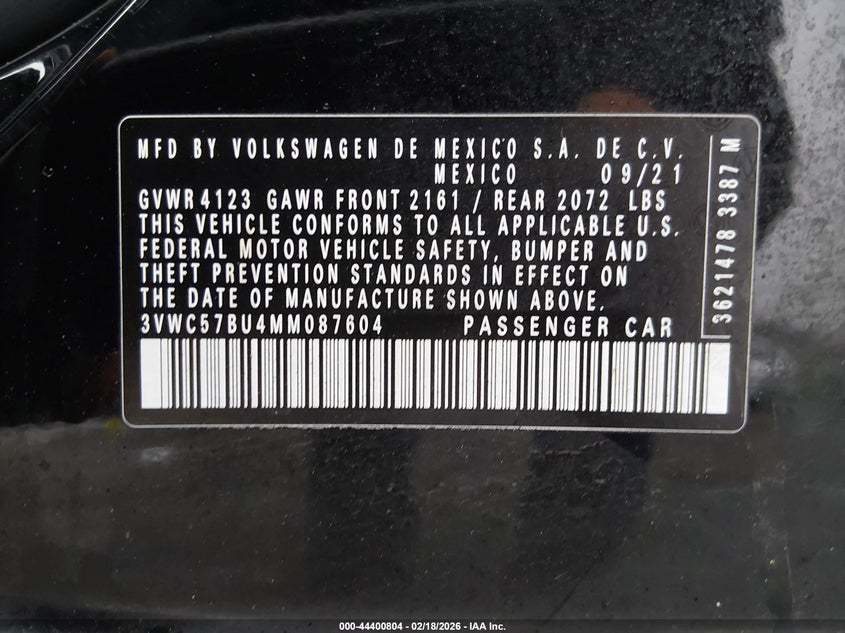 MFD BY VOLKSWAGEN DE MEXICO S.A. DE C.V.
MEXICO 09/21
GVWR 4123 GAWR FRONT 2161 / REAR 2072 LBS
THIS VEHICLE CONFORMS TO ALL APPLICABLE U.S.
FEDERAL MOTOR VEHICLE SAFETY, BUMPER AND
THEFT PREVENTION STANDARDS IN EFFECT ON
THE DATE OF MANUFACTURE SHOWN ABOVE.
3VWC57BU4MM087604 PASSENGER CAR
3621478 3387 M
000-44400804 - 02/18/2026 - IAA Inc.